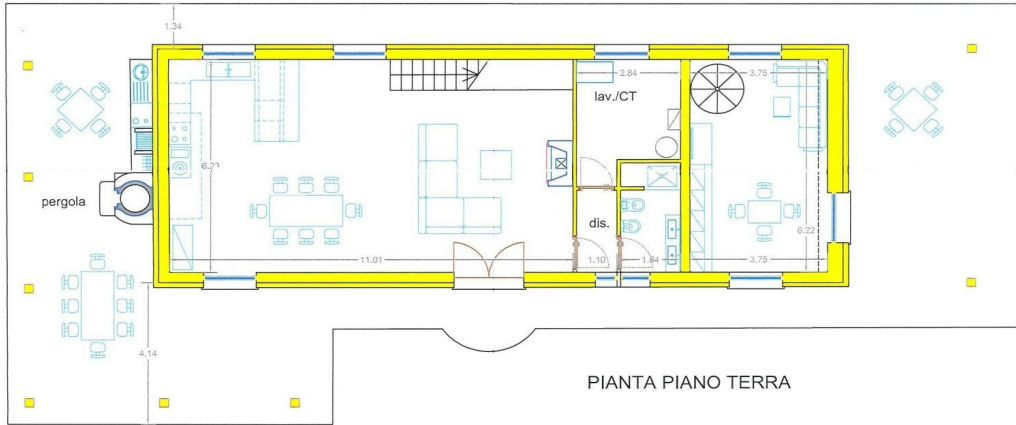 1.34
2.84
3.75
lav./CT
6.23
pergola
dis.
6.22
11.01
1.10
1.64
3.75
4.14
PIANTA PIANO TERRA